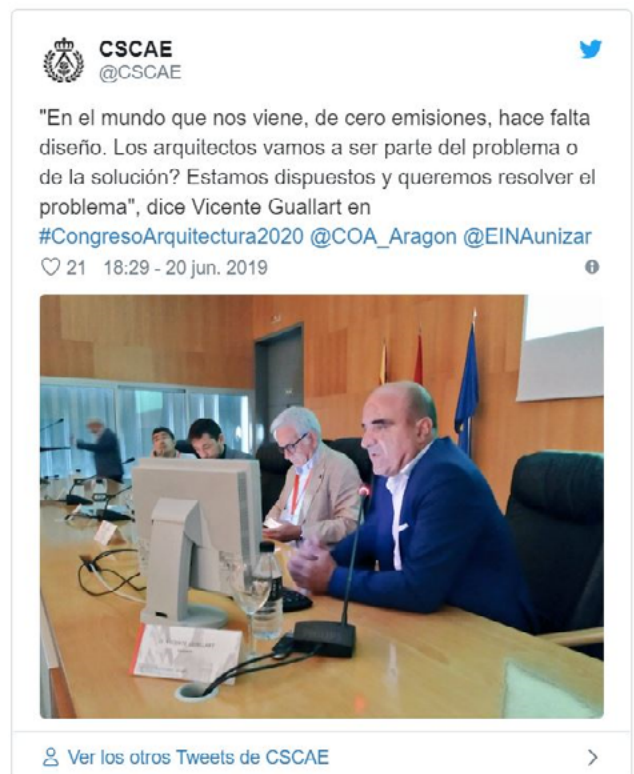 CSCAE
@CSCAE
"En el mundo que nos viene, de cero emisiones, hace falta
diseño. Los arquitectos vamos a ser parte del problema o
de la solución? Estamos dispuestos y queremos resolver el
problema", dice Vicente Guallart en
#CongresoArquitectura2020 @COA_Aragon @EINAunizar
21 18:29 - 20 jun. 2019
GUALLART
Ver los otros Tweets de CSCAE